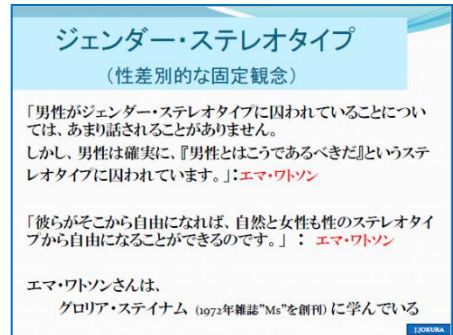 ジェンダー・ステレオタイプ
（性差別的な固定観念）
「男性がジェンダー・ステレオタイプに囚われていることについ
ては、あまり話されることがありません。
しかし、男性は確実に、『男性とはこうであるべきだ』というステ
レオタイプに囚われています。」：エマ・ワトソン
「彼らがそこから自由になれば、自然と女性も性のステレオタイ
プから自由になることができるのです。」 ： エマ・ワトソン
エマ・ワトソンさんは、
グロリア・ステイナム （1972年雑誌”Ms”を創刊） に学んでいる
J.JOKURA